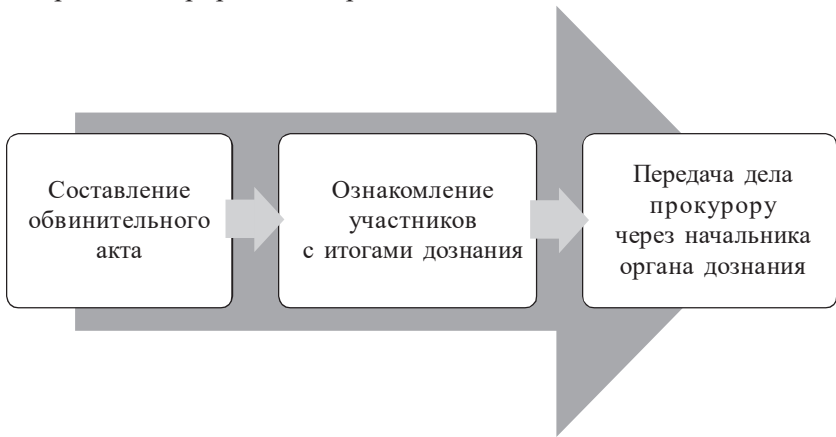 Составление
обвинительного
акта
Ознакомление
участников
с итогами дознания
Передача дела
прокурору
через начальника
органа дознания